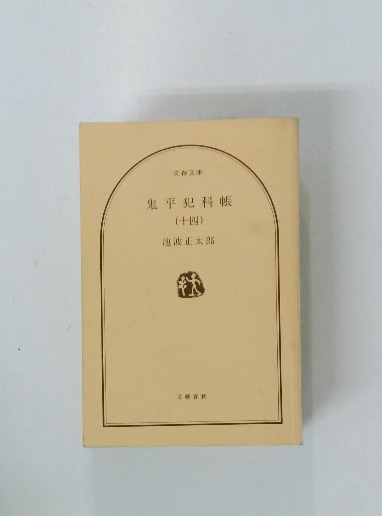 文春文庫
鬼平犯科帳
（十四）
池波正太郎
文藝春秋